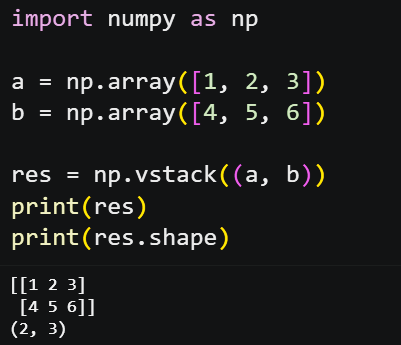 import numpy as np
a = np.array([1, 2, 3])
b = np.array([4, 5, 6])
res = np.vstack((a, b))
print(res)
print(res.shape)
[[1 2 3]
 [4 5 6]]
(2, 3)